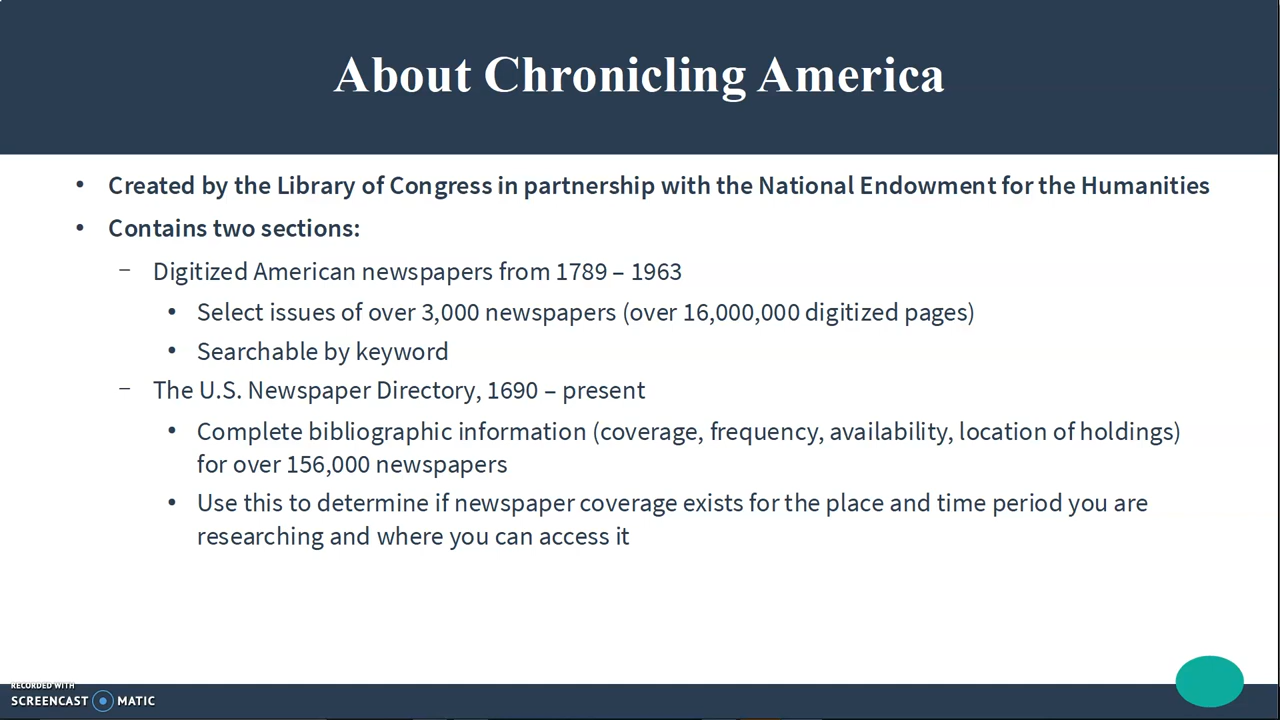 About Chronicling America
• Created by the Library of Congress in partnership with the National Endowment for the Humanities
• Contains two sections:
– Digitized American newspapers from 1789 – 1963
• Select issues of over 3,000 newspapers (over 16,000,000 digitized pages)
• Searchable by keyword
– The U.S. Newspaper Directory, 1690 – present
• Complete bibliographic information (coverage, frequency, availability, location of holdings)
for over 156,000 newspapers
• Use this to determine if newspaper coverage exists for the place and time period you are
researching and where you can access it
RECORDED WITH
SCREENCAST MATIC